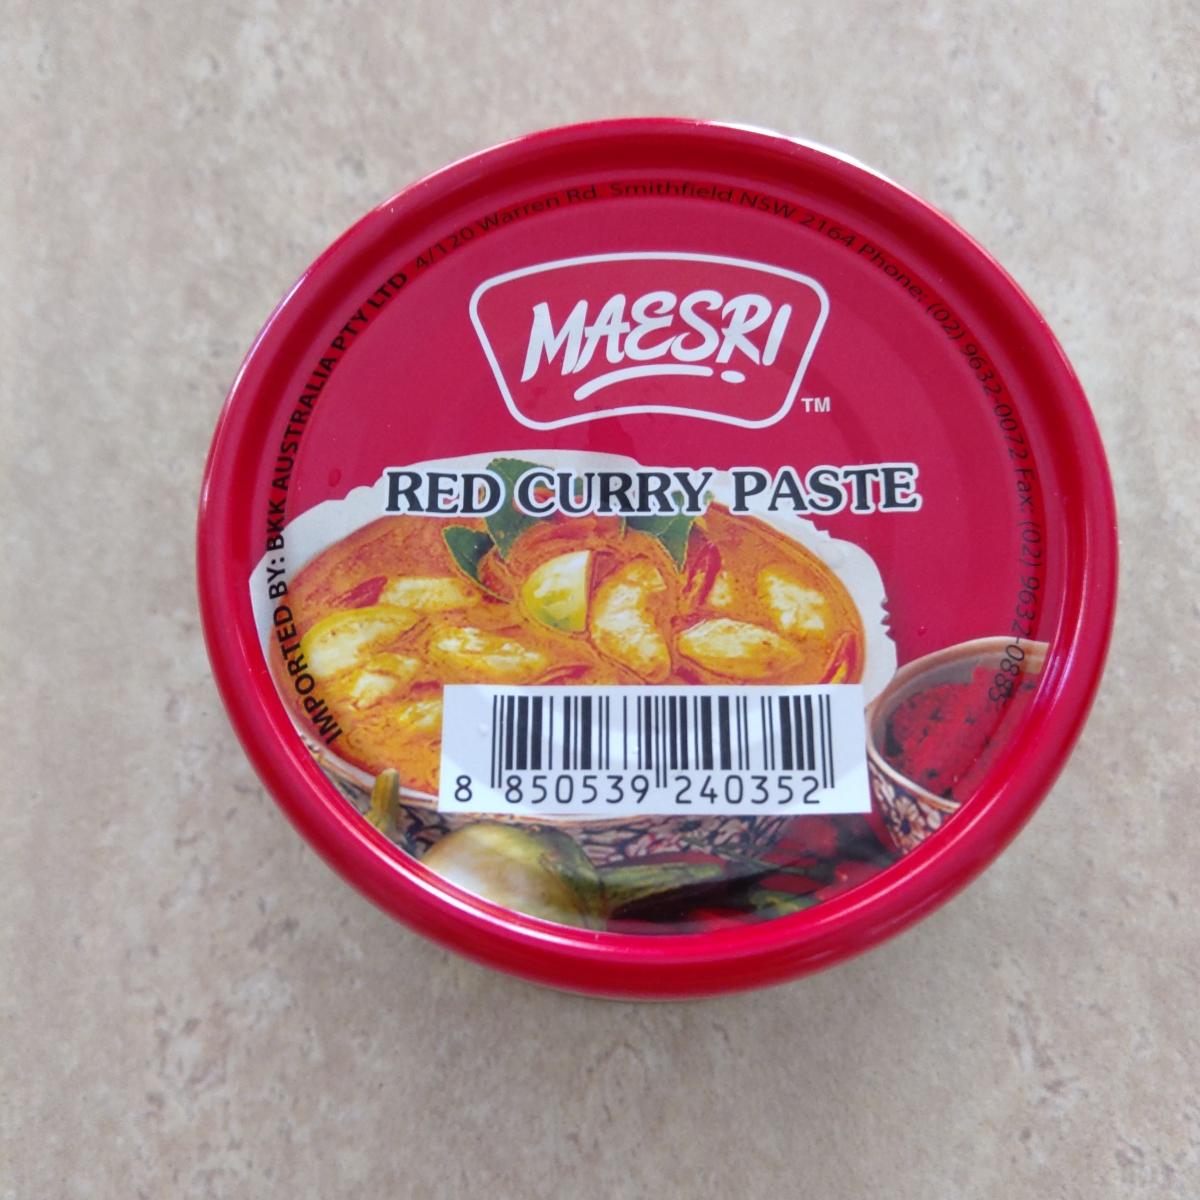 IMPORTED BY: BKK AUSTRALIA PTY LTD 4/120 Warren Rd. Smithfield NSW 2164 Phone: (02) 9632-0072 Fax: (02) 9632-0885
MAESRI
TM
RED CURRY PASTE
8 850539 240352